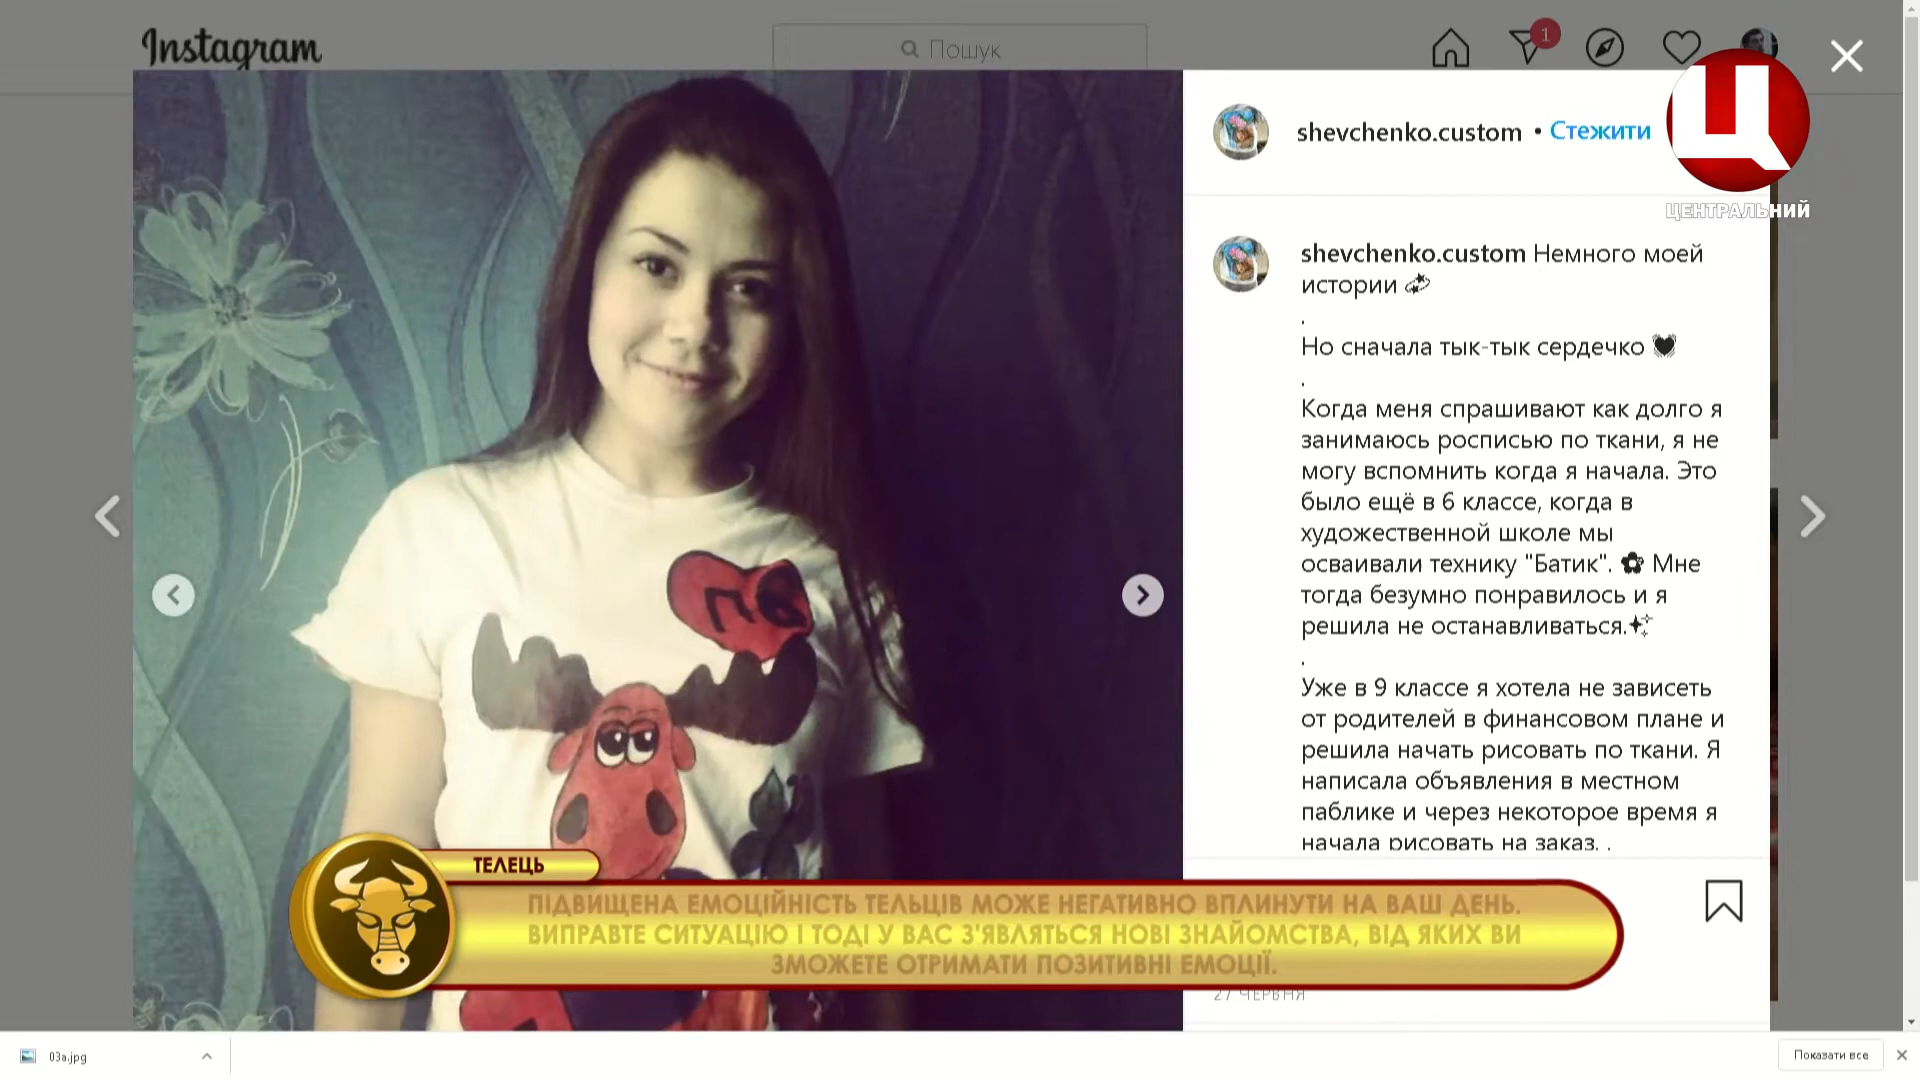 Instagram
Пошук
1
Ц
ЦЕНТРАЛЬНИЙ
shevchenko.custom • Стежити
shevchenko.custom Немного моей
истории
.
Но сначала тык-тык сердечко
.
Когда меня спрашивают как долго я
занимаюсь росписью по ткани, я не
могу вспомнить когда я начала. Это
было ещё в 6 классе, когда в
художественной школе мы
осваивали технику "Батик". Мне
тогда безумно понравилось и я
решила не останавливаться.
.
Уже в 9 классе я хотела не зависеть
от родителей в финансовом плане и
решила начать рисовать по ткани. Я
написала объявления в местном
паблике и через некоторое время я
начала рисовать на заказ. .
ТЕЛЕЦЬ
ПІДВИЩЕНА ЕМОЦІЙНІСТЬ ТЕЛЬЦІВ МОЖЕ НЕГАТИВНО ВПЛИНУТИ НА ВАШ ДЕНЬ.
ВИПРАВТЕ СИТУАЦІЮ І ТОДІ У ВАС З'ЯВЛЯТЬСЯ НОВІ ЗНАЙОМСТВА, ВІД ЯКИХ ВИ
ЗМОЖЕТЕ ОТРИМАТИ ПОЗИТИВНІ ЕМОЦІЇ.
27 ЧЕРВНЯ
03a.jpg
Показати все